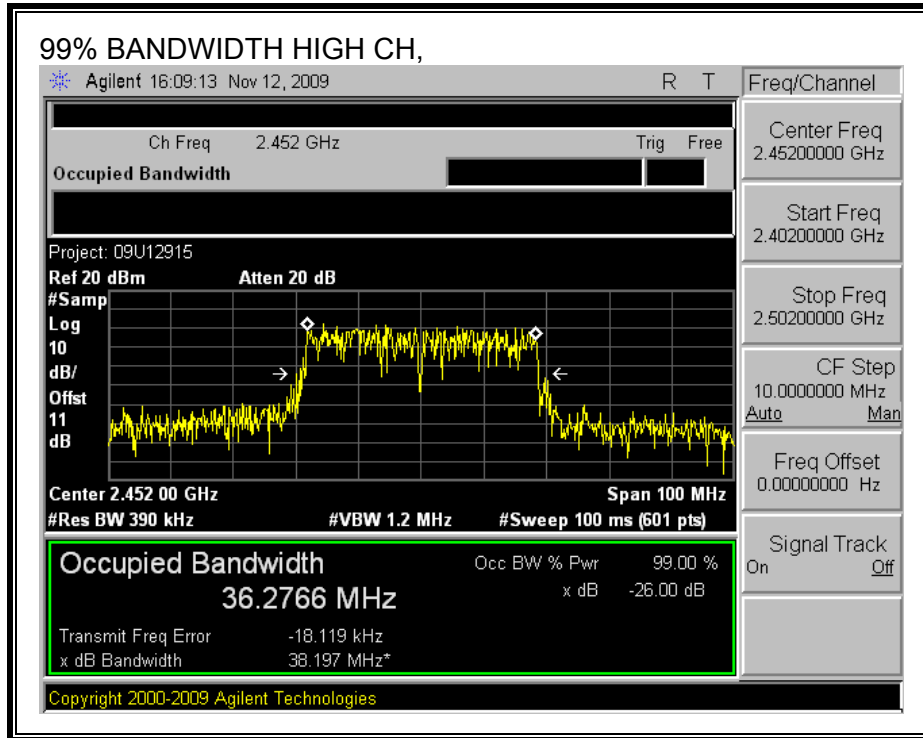 99% BANDWIDTH HIGH CH,
Agilent 16:09:13 Nov 12, 2009 R T
Freq/Channel
Ch Freq 2.452 GHz Trig Free
Occupied Bandwidth
Center Freq
2.45200000 GHz
Start Freq
2.40200000 GHz
Stop Freq
2.50200000 GHz
CF Step
10.0000000 MHz
Auto Man
Freq Offset
0.00000000 Hz
Signal Track
On Off
Project: 09U12915
Ref 20 dBm Atten 20 dB
#Samp
Log
10
dB/
Offst
11
dB
Center 2.452 00 GHz Span 100 MHz
#Res BW 390 kHz #VBW 1.2 MHz #Sweep 100 ms (601 pts)
Occupied Bandwidth Occ BW % Pwr 99.00 %
36.2766 MHz x dB -26.00 dB
Transmit Freq Error -18.119 kHz
x dB Bandwidth 38.197 MHz*
Copyright 2000-2009 Agilent Technologies